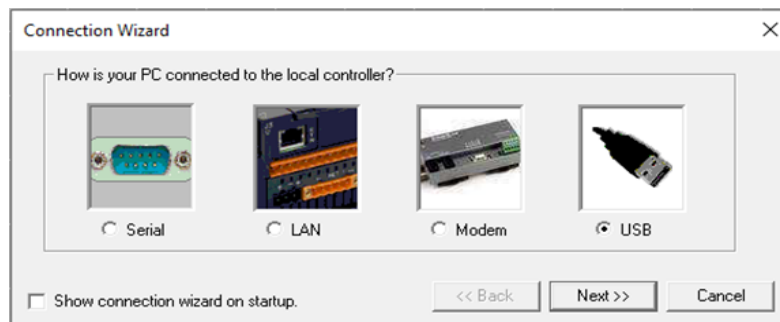 Connection Wizard
How is your PC connected to the local controller?
Serial
LAN
Modem
USB
Show connection wizard on startup.
<< Back
Next >>
Cancel